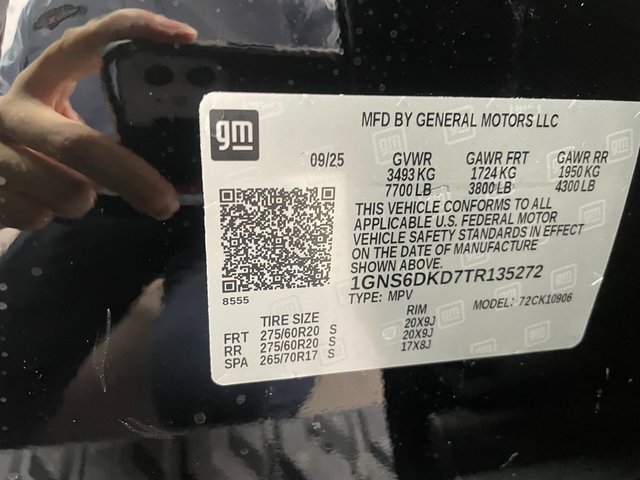 gm
MFD BY GENERAL MOTORS LLC
09/25 GVWR GAWR FRT GAWR RR
3493 KG 1724 KG 1950 KG
7700 LB 3800 LB 4300 LB
THIS VEHICLE CONFORMS TO ALL
APPLICABLE U.S. FEDERAL MOTOR
VEHICLE SAFETY STANDARDS IN EFFECT
ON THE DATE OF MANUFACTURE
SHOWN ABOVE.
1GNS6DKD7TR135272
8555
TYPE: MPV MODEL: 72CK10906
TIRE SIZE RIM
FRT 275/60R20 S 20X9J
RR 275/60R20 S 20X9J
SPA 265/70R17 S 17X8J